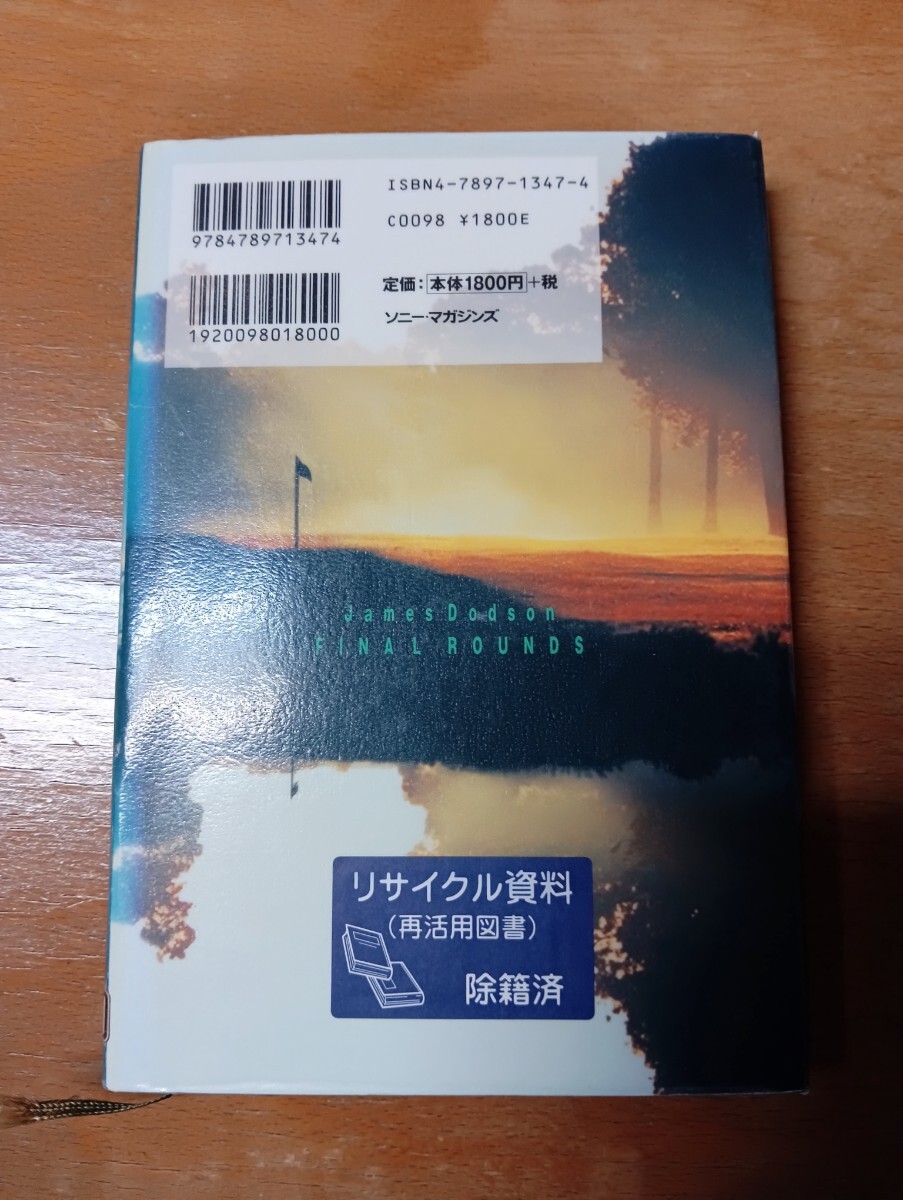 ISBN4-7897-1347-4
C0098 ¥1800E
9784789713474
定価：本体1800円+税
ソニー・マガジンズ
1920098018000
James Dodson
FINAL ROUNDS
リサイクル資料
（再活用図書）
除籍済